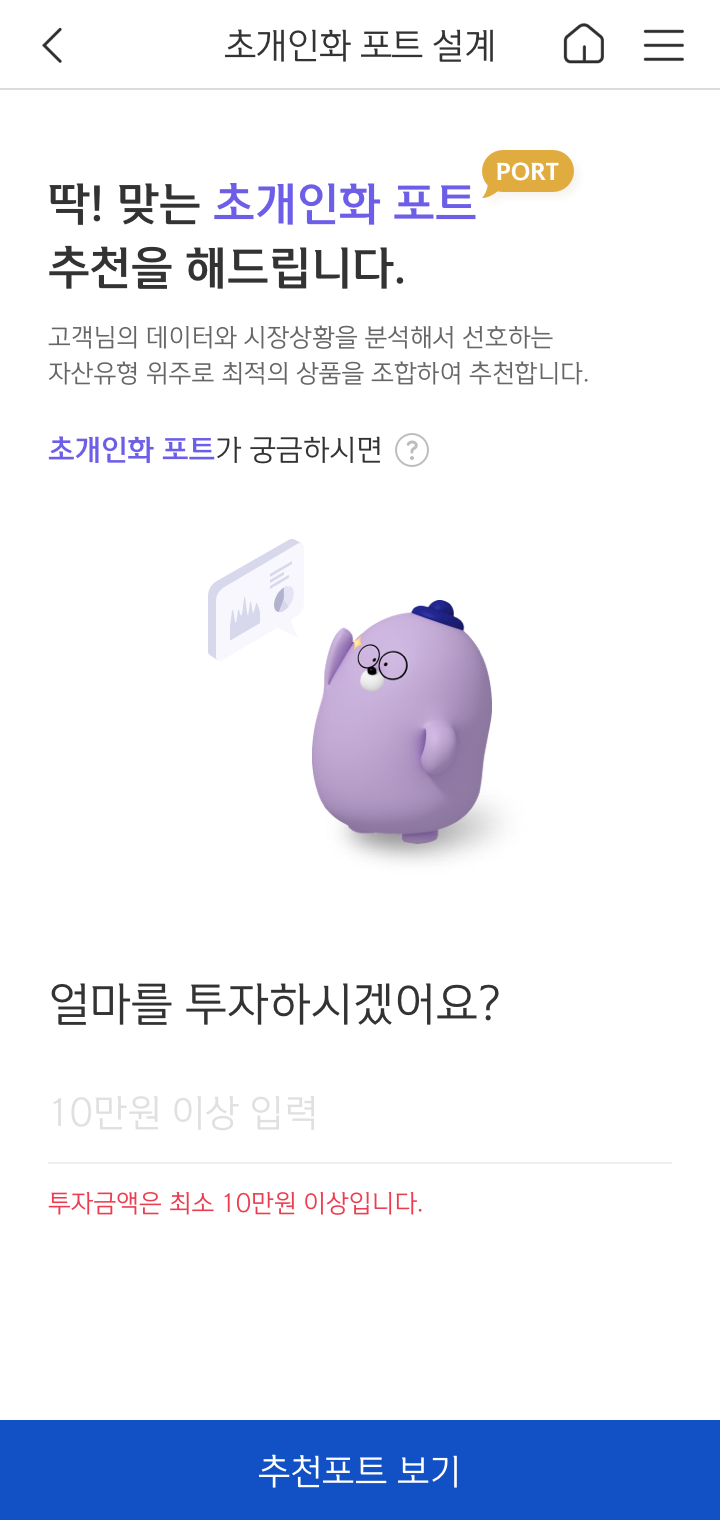 초개인화 포트 설계
PORT
딱! 맞는 초개인화 포트
추천을 해드립니다.
고객님의 데이터와 시장상황을 분석해서 선호하는
자산유형 위주로 최적의 상품을 조합하여 추천합니다.
초개인화 포트가 궁금하시면 ?
얼마를 투자하시겠어요?
10만원 이상 입력
투자금액은 최소 10만원 이상입니다.
추천포트 보기